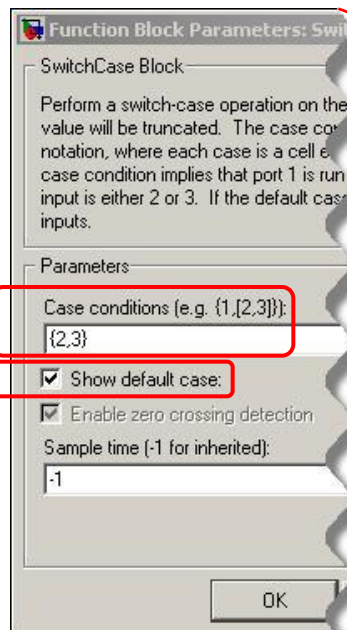 Function Block Parameters:
SwitchCase Block
Perform a switch-case operation on the
value will be truncated. The case
notation, where each case is a cell
case condition implies that port 1 is run
input is either 2 or 3. If the default
inputs.
Parameters
Case conditions (e.g. {1,[2,3]}):
{2,3}
Show default case:
Enable zero crossing detection
Sample time (-1 for inherited):
-1
OK